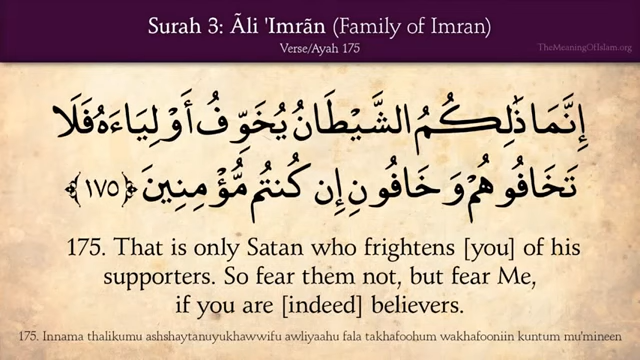 Surah 3: Ãli 'Imrãn (Family of Imran)
Verse/Ayah 175
TheMeaningOfIslam.org
إِنَّمَا ذَٰلِكُمُ الشَّيْطَانُ يُخَوِّفُ أَوْلِيَاءَهُ فَلَا
تَخَافُوهُمْ وَخَافُونِ إِن كُنتُم مُّؤْمِنِينَ ﴿١٧٥﴾
175. That is only Satan who frightens [you] of his
supporters. So fear them not, but fear Me,
if you are [indeed] believers.
175. Innama thalikumu ashshaytanuyukhawwifu awliyaahu fala takhafoohum wakhafooniin kuntum mu'mineen